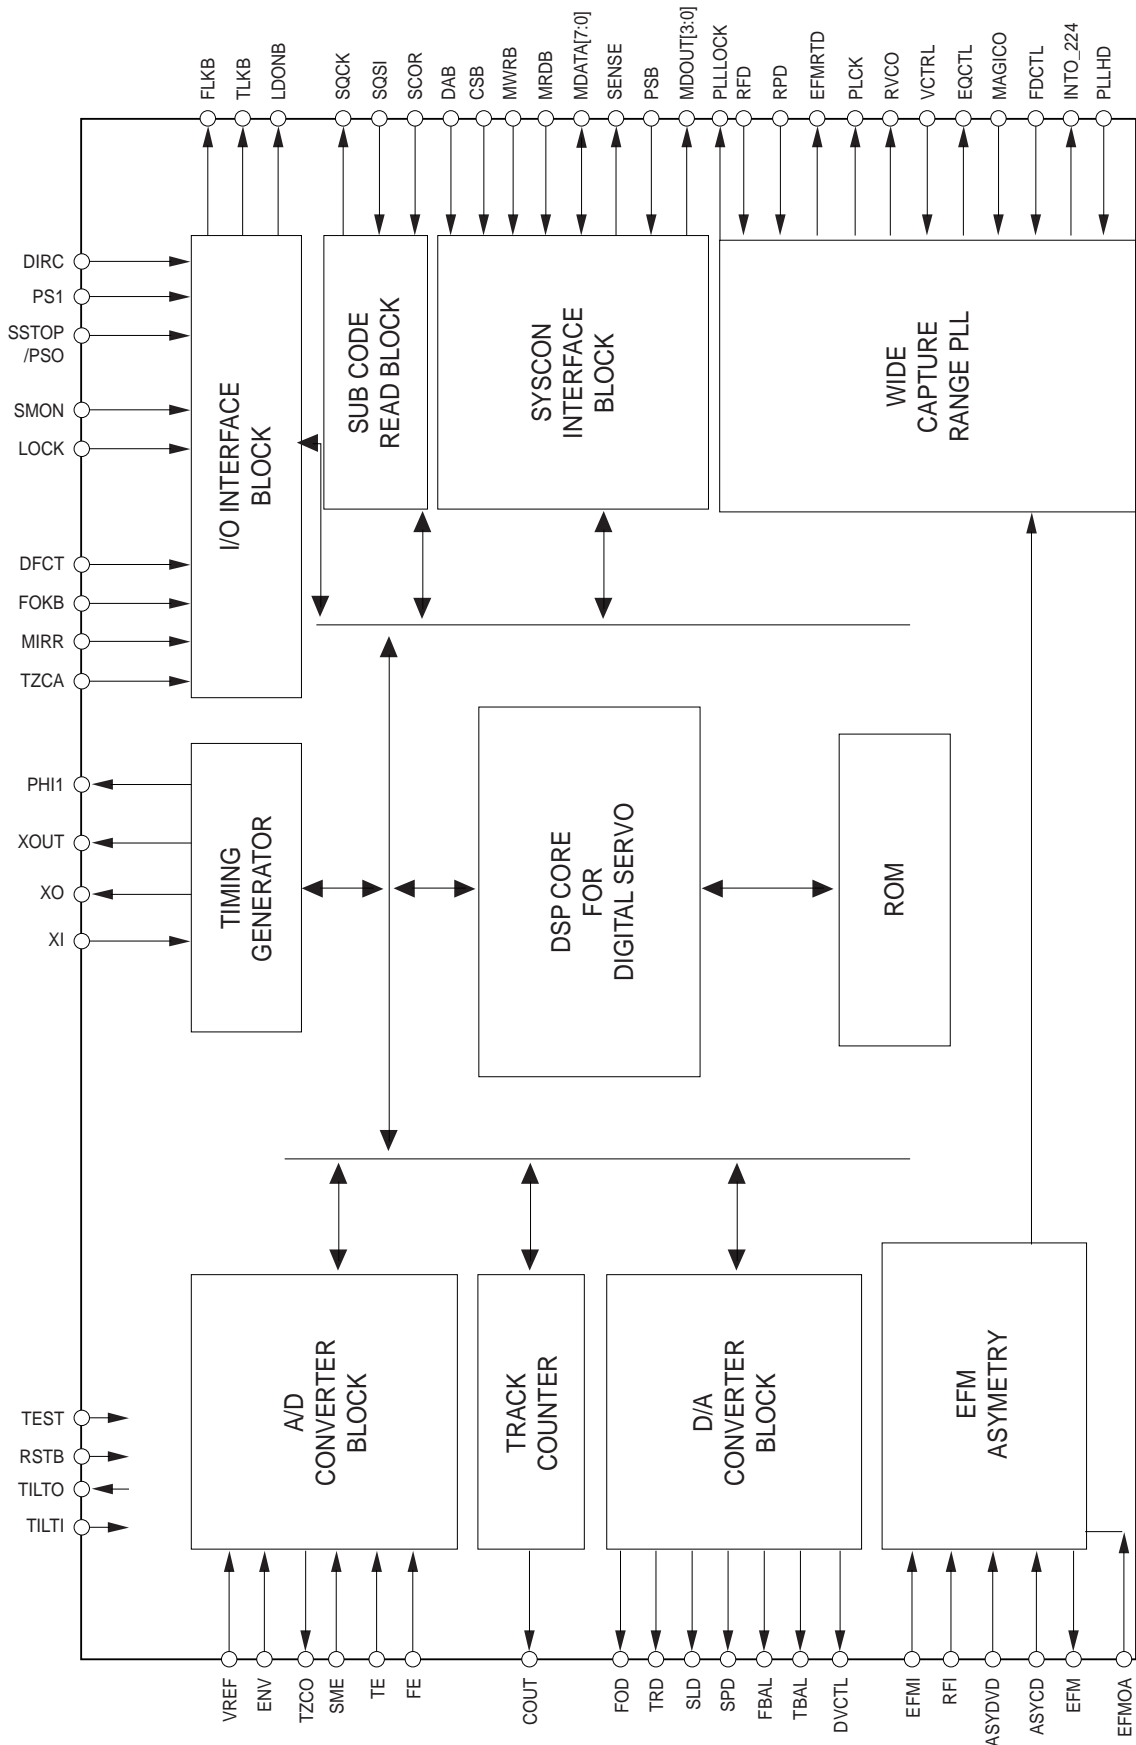 FLKB
TLKB
LDONB
SQCK
SQSI
SCOR
DAB
CSB
MWRB
MRDB
MDATA[7:0]
SENSE
PSB
MDOUT[3:0]
PLLLOCK
RFD
RPD
EFMRTD
PLCK
RVCO
VCTRL
EQCTL
MAGICO
FDCTL
INTO_224
PLLHD
DIRC
PS1
SSTOP
/PSO
SMON
LOCK
DFCT
FOKB
MIRR
TZCA
PHI1
XOUT
XO
XI
TEST
RSTB
TILTO
TILTI
I/O INTERFACE
BLOCK
SUB CODE
READ BLOCK
SYSCON
INTERFACE
BLOCK
WIDE
CAPTURE
RANGE PLL
TIMING
GENERATOR
DSP CORE
FOR
DIGITAL SERVO
ROM
A/D
CONVERTER
BLOCK
TRACK
COUNTER
D/A
CONVERTER
BLOCK
EFM
ASYMETRY
VREF
ENV
TZCO
SME
TE
FE
COUT
FOD
TRD
SLD
SPD
FBAL
TBAL
DVCTL
EFMI
RFI
ASYDVD
ASYCD
EFM
EFMOA